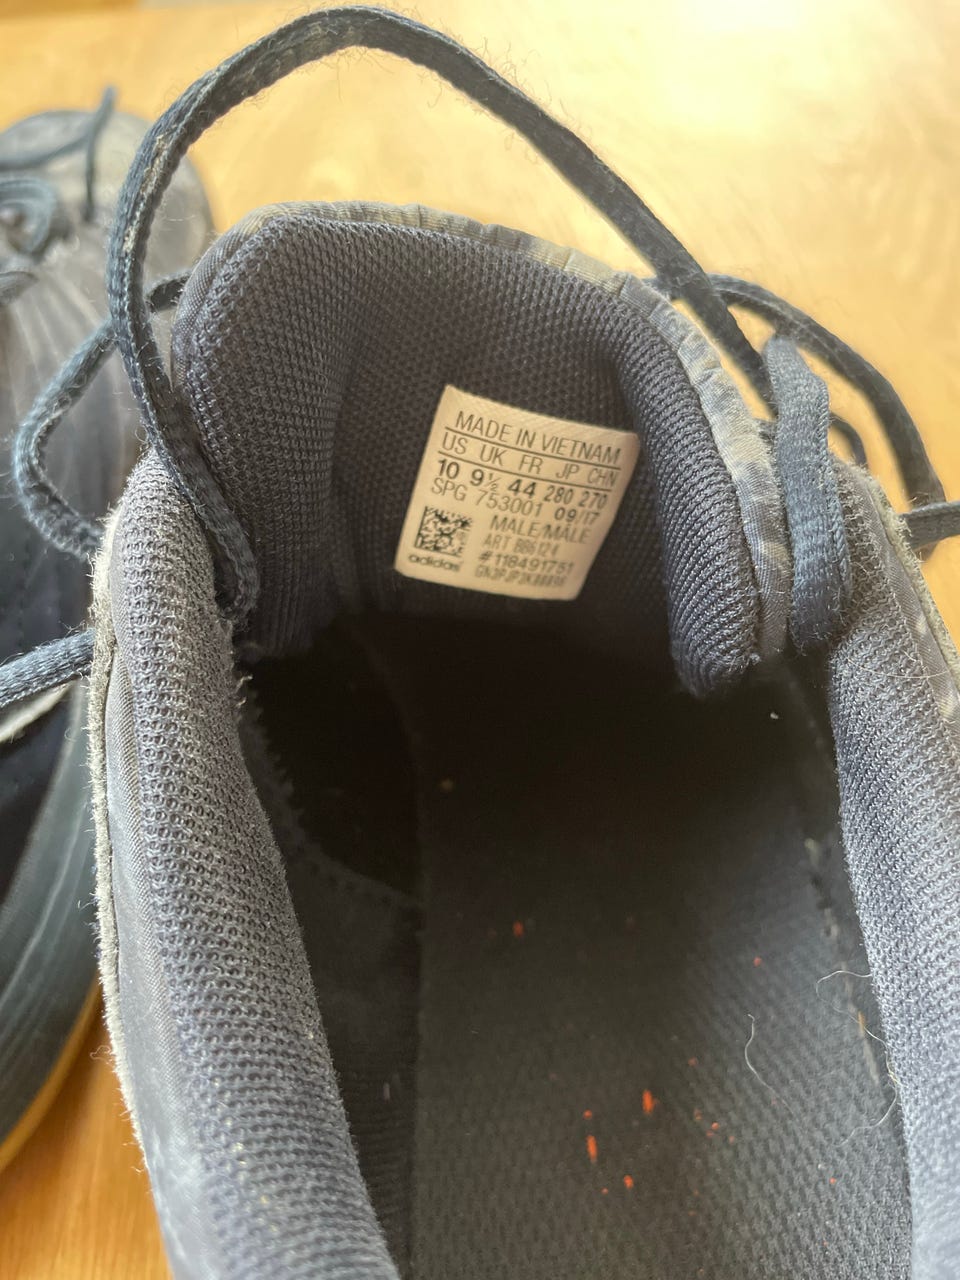 MADE IN VIETNAM
US UK FR JP CHN
10 9½ 44 280 270
SPG 753001 09/17
MALE/MÂLE
ART BB6124
#118491751
adidas